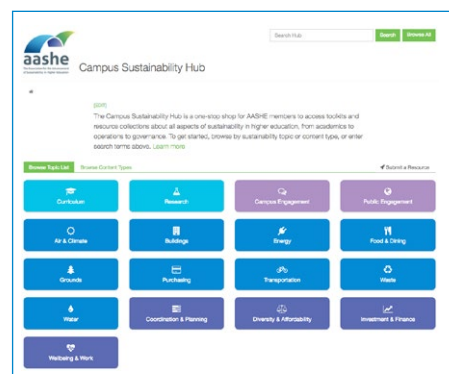 aashe
Search Hub
Search
Browse All
Campus Sustainability Hub
The Campus Sustainability Hub is a one-stop shop for AASHE members to access toolkits and
resource collections about all aspects of sustainability in higher education, from academics to
operations to governance. To get started, browse by sustainability topic or content type, or enter
search terms above. Learn more
Browse Topic List
Browse Content Types
Submit a Resource
Curriculum
Research
Campus Engagement
Public Engagement
Air & Climate
Buildings
Energy
Food & Dining
Grounds
Purchasing
Transportation
Waste
Water
Coordination & Planning
Diversity & Affordability
Investment & Finance
Wellbeing & Work